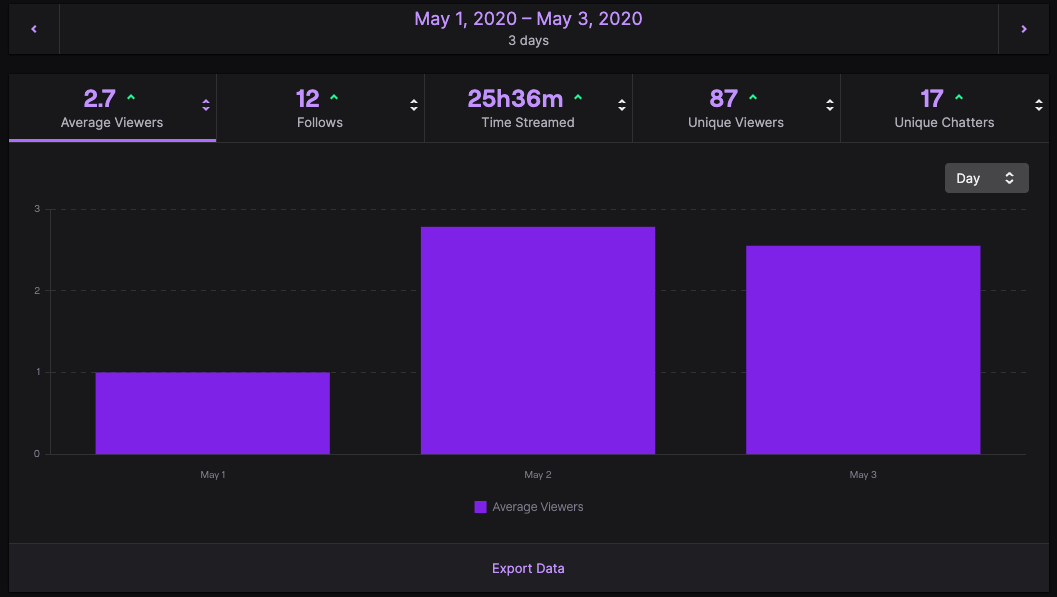 May 1, 2020 – May 3, 2020
3 days
2.7
Average Viewers
12
Follows
25h36m
Time Streamed
87
Unique Viewers
17
Unique Chatters
Day
3
2
1
0
May 1
May 2
May 3
Average Viewers
Export Data